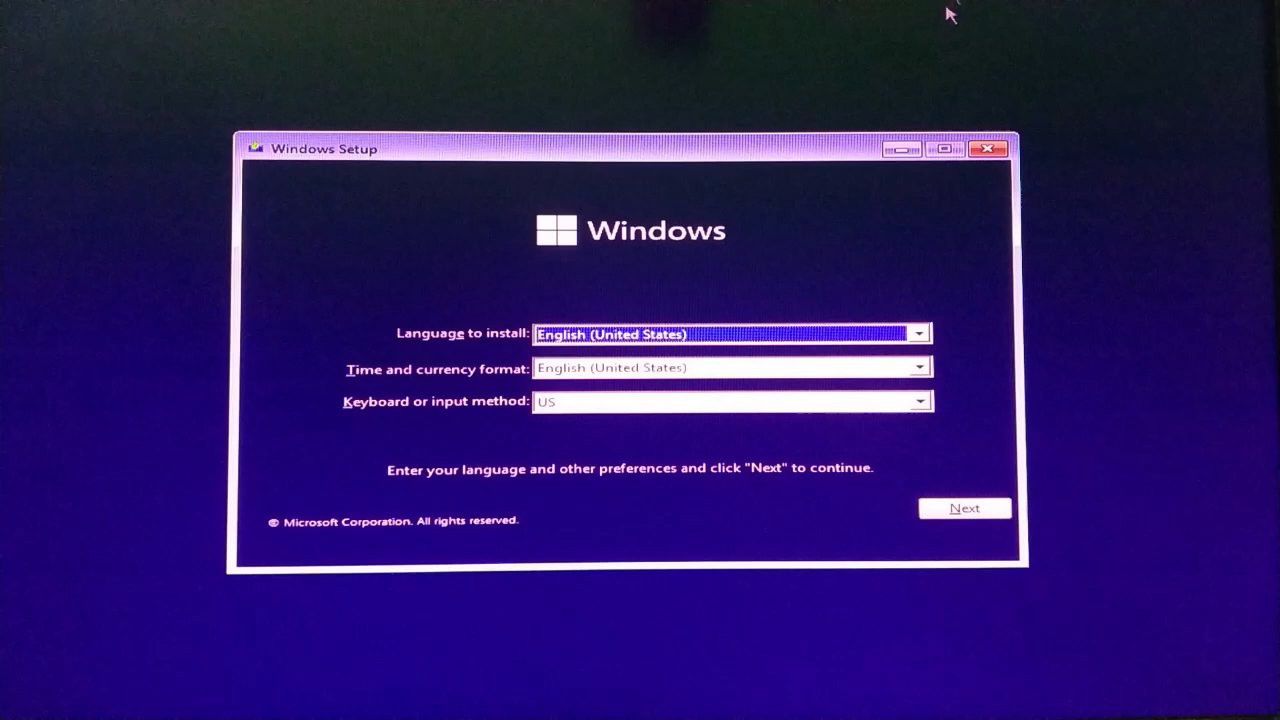 Windows Setup
Windows
Language to install: English (United States)
Time and currency format: English (United States)
Keyboard or input method: US
Enter your language and other preferences and click "Next" to continue.
Next
© Microsoft Corporation. All rights reserved.